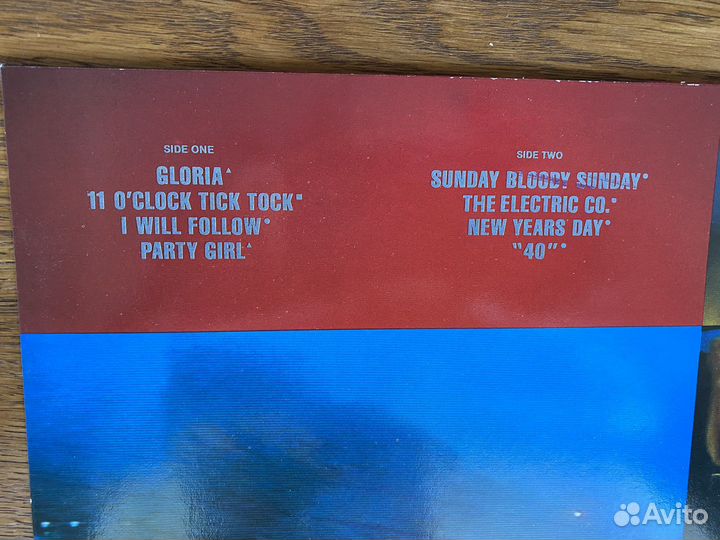 SIDE ONE
GLORIA▲
11 O'CLOCK TICK TOCK■
I WILL FOLLOW●
PARTY GIRL▲
SIDE TWO
SUNDAY BLOODY SUNDAY●
THE ELECTRIC CO.●
NEW YEARS DAY●
"40"●
Avito